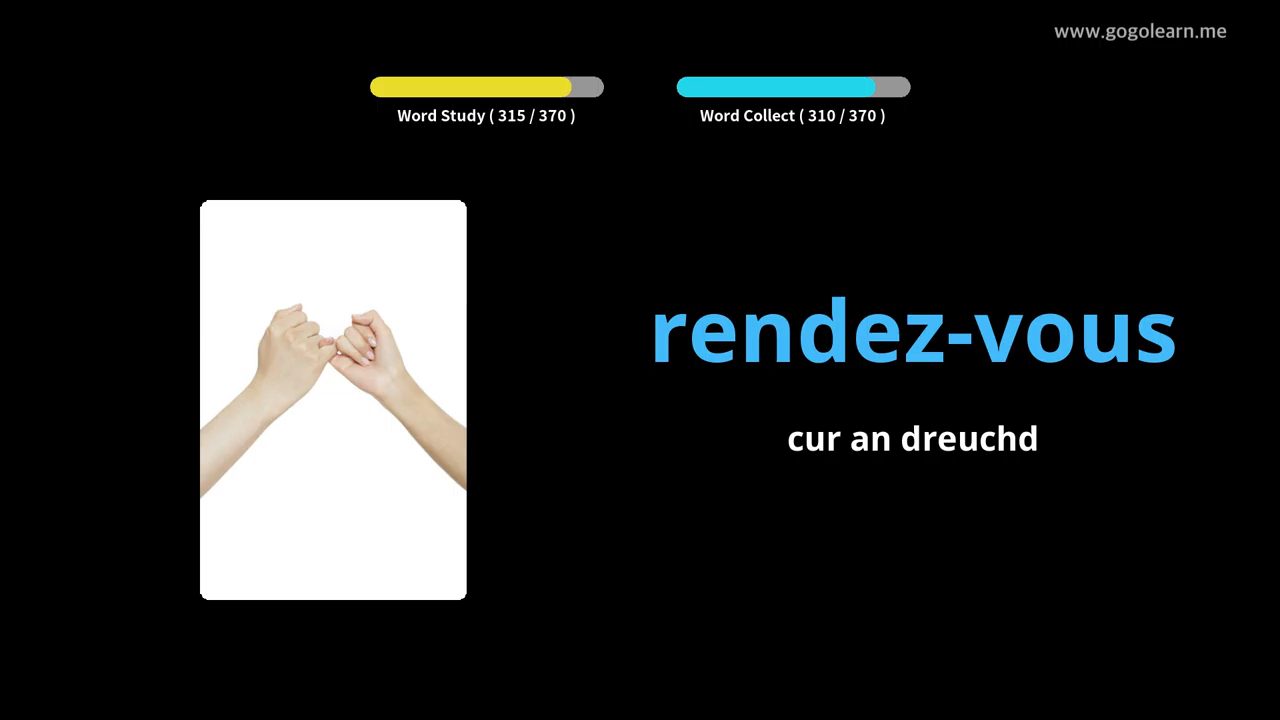 www.gogolearn.me
Word Study ( 315 / 370 )
Word Collect ( 310 / 370 )
rendez-vous
cur an dreuchd